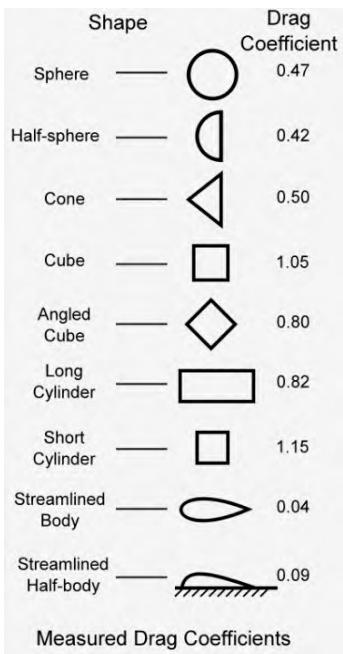 Shape Drag
Coefficient
Sphere 0.47
Half-sphere 0.42
Cone 0.50
Cube 1.05
Angled
Cube 0.80
Long
Cylinder 0.82
Short
Cylinder 1.15
Streamlined
Body 0.04
Streamlined
Half-body 0.09
Measured Drag Coefficients